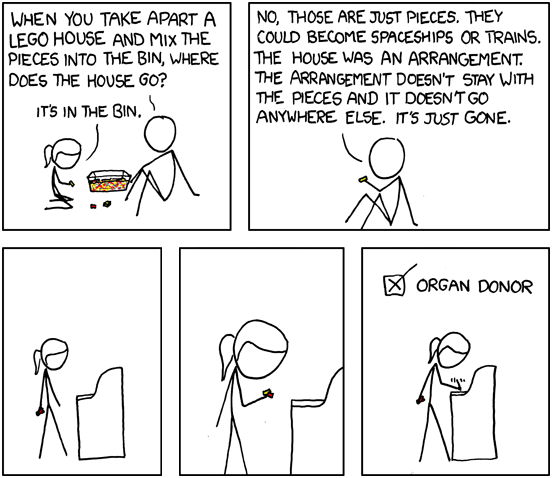 WHEN YOU TAKE APART A
LEGO HOUSE AND MIX THE
PIECES INTO THE BIN, WHERE
DOES THE HOUSE GO?
IT'S IN THE BIN.
NO, THOSE ARE JUST PIECES. THEY
COULD BECOME SPACESHIPS OR TRAINS.
THE HOUSE WAS AN ARRANGEMENT.
THE ARRANGEMENT DOESN'T STAY WITH
THE PIECES AND IT DOESN'T GO
ANYWHERE ELSE. IT'S JUST GONE.
ORGAN DONOR